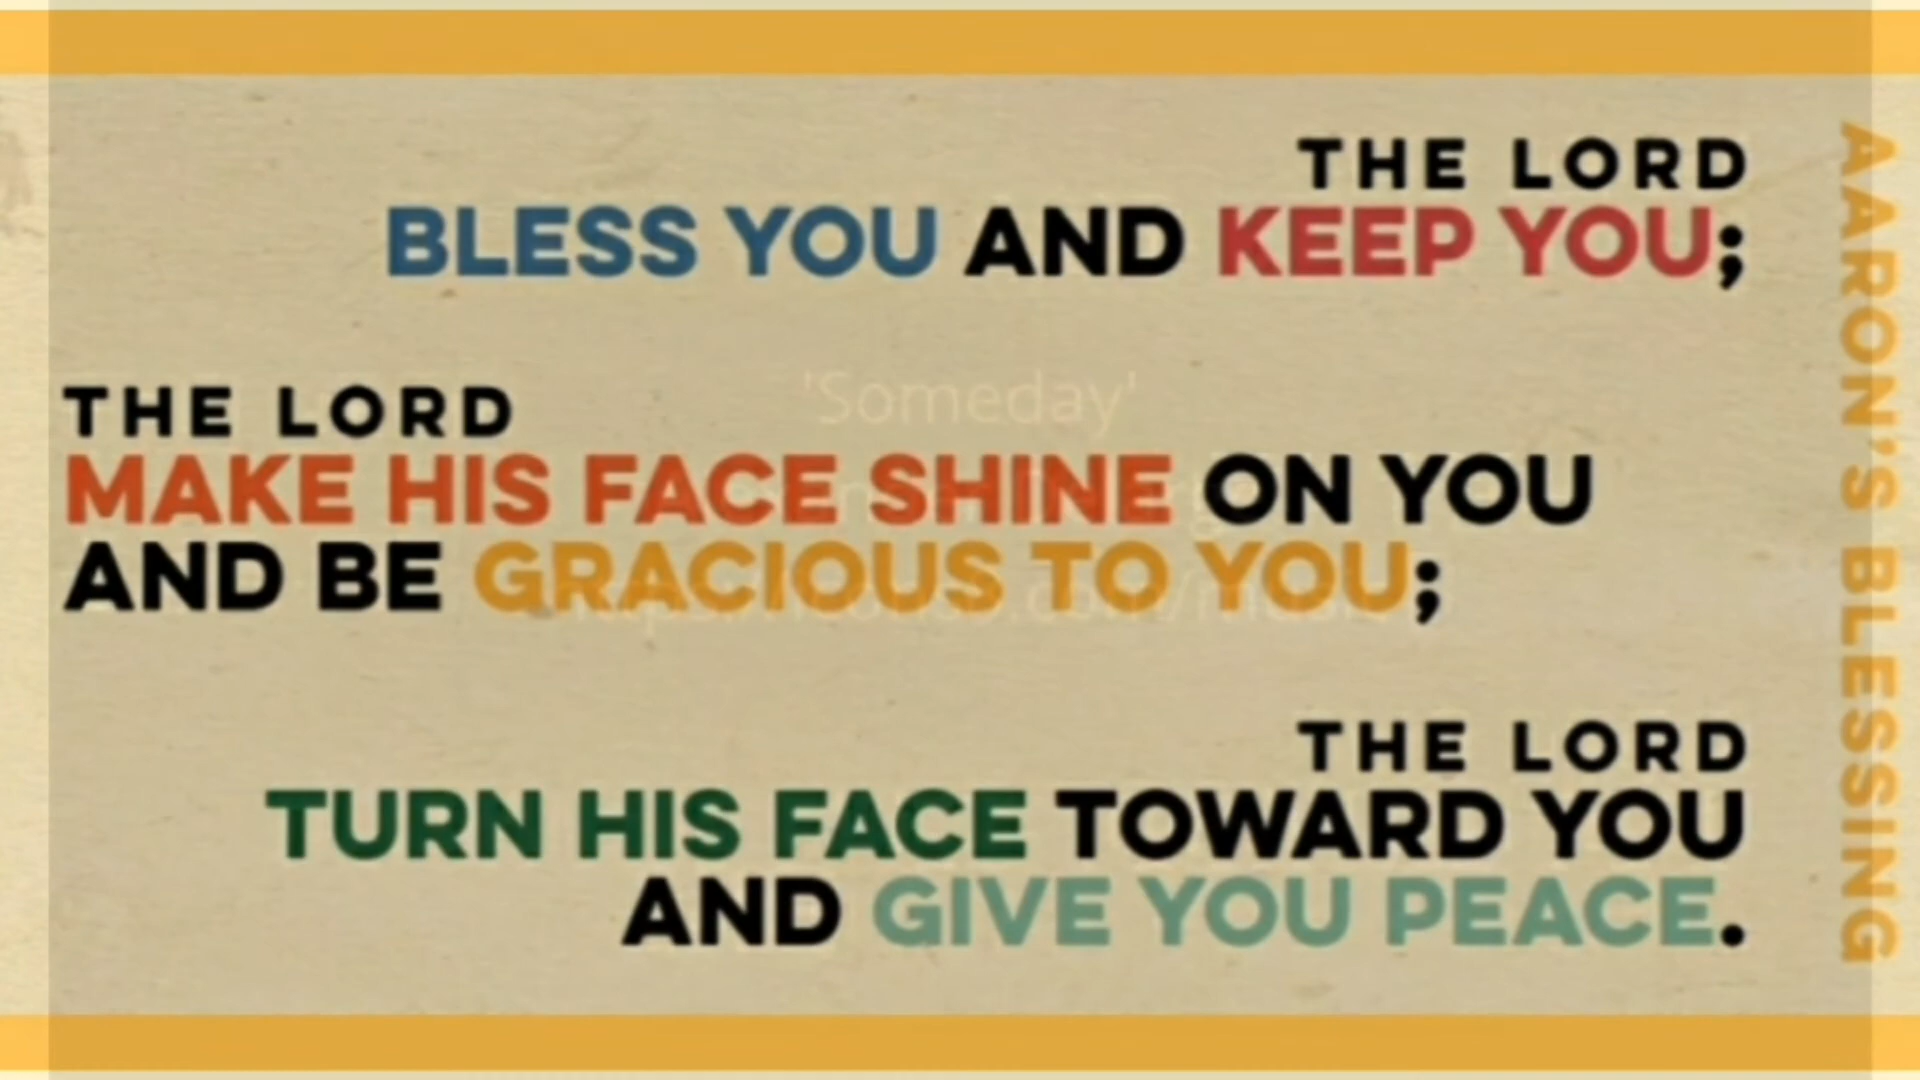 THE LORD
BLESS YOU AND KEEP YOU;
THE LORD
MAKE HIS FACE SHINE ON YOU
AND BE GRACIOUS TO YOU;
THE LORD
TURN HIS FACE TOWARD YOU
AND GIVE YOU PEACE.
AARON'S BLESSING
'Someday'